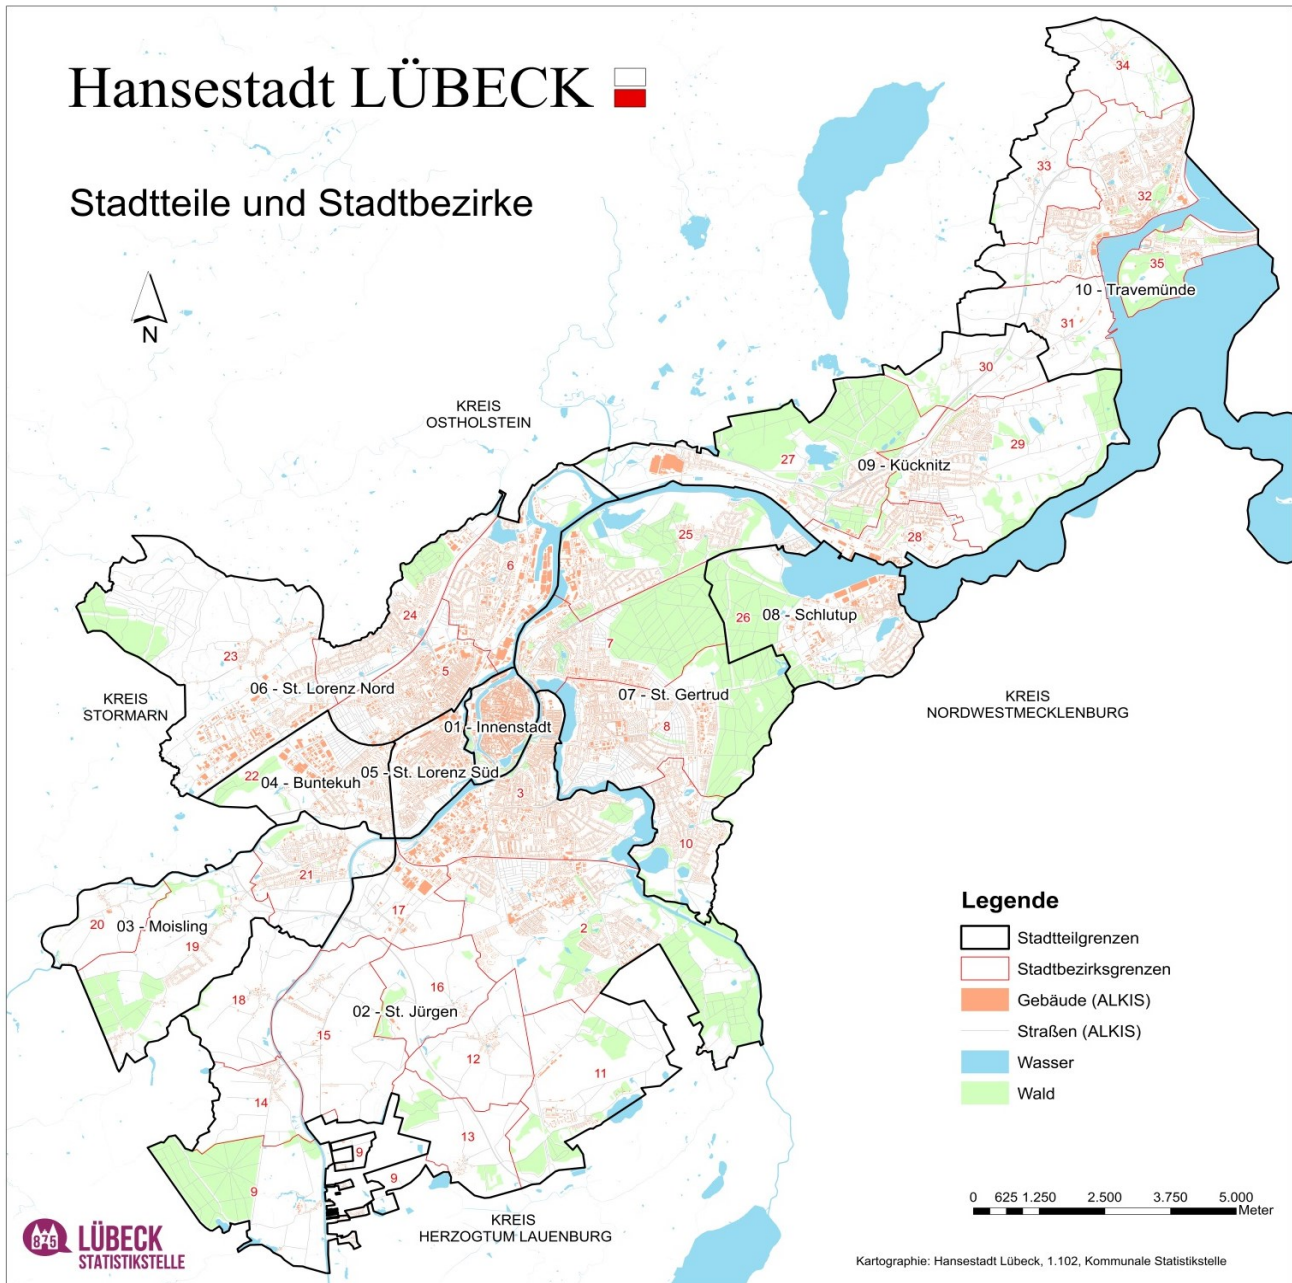 Hansestadt LÜBECK
Stadtteile und Stadtbezirke
N
34
33
32
35
10 - Travemünde
31
30
KREIS
OSTHOLSTEIN
29
27
09 - Kücknitz
28
25
6
26
08 - Schlutup
24
7
23
5
06 - St. Lorenz Nord
07 - St. Gertrud
KREIS
STORMARN
KREIS
NORDWESTMECKLENBURG
01 - Innenstadt
8
22
04 - Buntekuh
05 - St. Lorenz Süd
3
10
21
17
20
03 - Moisling
19
2
18
16
15
02 - St. Jürgen
12
11
14
13
9
9
9
KREIS
HERZOGTUM LAUENBURG
Legende
Stadtteilgrenzen
Stadtbezirksgrenzen
Gebäude (ALKIS)
Straßen (ALKIS)
Wasser
Wald
0 625 1.250 2.500 3.750 5.000
Meter
875
LÜBECK
STATISTIKSTELLE
Kartographie: Hansestadt Lübeck, 1.102, Kommunale Statistikstelle